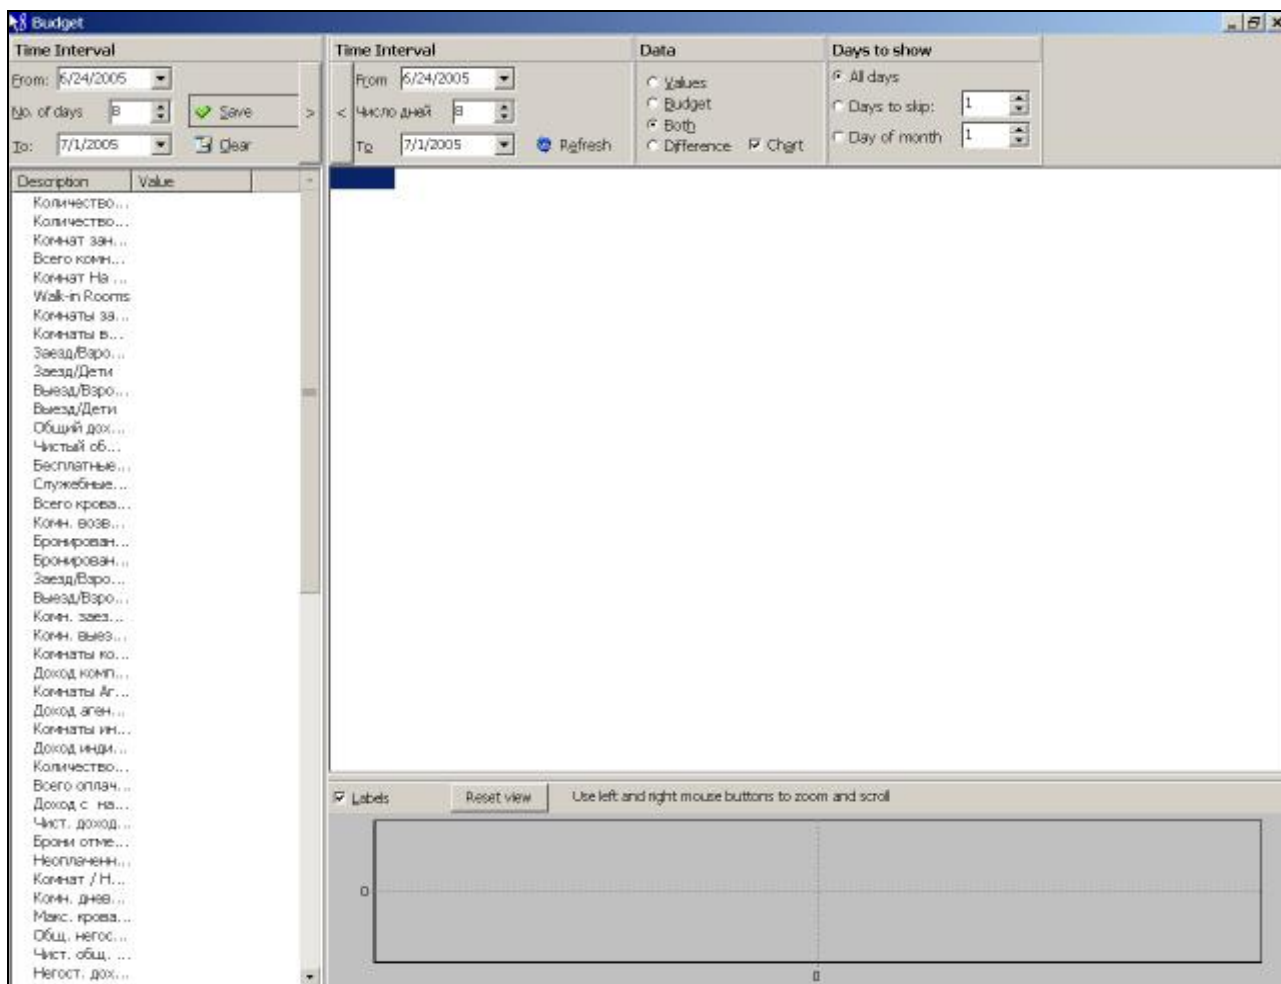 Budget
Time Interval
From: 6/24/2005
No. of days 8
Save
>
To: 7/1/2005
Clear
Time Interval
From 6/24/2005
< Число дней 8
To 7/1/2005
Refresh
Data
Values
Budget
Both
Difference
Chart
Days to show
All days
Days to skip: 1
Day of month 1
Description Value
Количество...
Количество...
Комнат зан...
Всего комн...
Комнат На ...
Walk-in Rooms
Комнаты за...
Комнаты в...
Заезд/Взро...
Заезд/Дети
Выезд/Взро...
Выезд/Дети
Общий дох...
Чистый об...
Бесплатные...
Служебные...
Всего крова...
Комн. возв...
Бронирован...
Бронирован...
Заезд/Взро...
Выезд/Взро...
Комн. заез...
Комн. выез...
Комнаты ко...
Доход комп...
Комнаты Аг...
Доход аген...
Комнаты ин...
Доход инди...
Количество...
Всего оплач...
Доход с на...
Чист. доход...
Брони отме...
Неоплаченн...
Комнат / Н...
Комн. днев...
Макс. крова...
Общ. негос...
Чист. общ. ...
Негост. дох...
Labels
Reset view
Use left and right mouse buttons to zoom and scroll
0
0